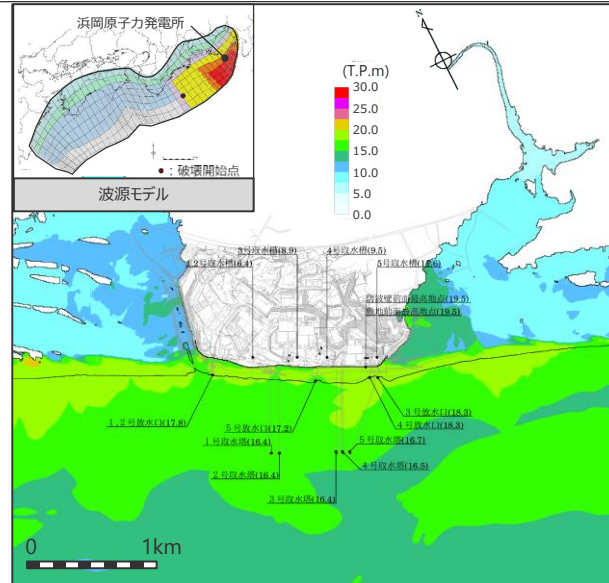 浜岡原子力発電所
●：破壊開始点
波源モデル
N
(T.P.m)
30.0
25.0
20.0
15.0
10.0
5.0
0.0
3号取水槽(8.9)
4号取水槽(9.5)
1,2号取水槽(6.4)
5号取水槽(11.6)
防波壁前面最高地点(19.5)
敷地前面最高地点(19.5)
1，2号放水口(17.8)
5号放水口(17.2)
3号放水口(18.3)
4号放水口(18.3)
1号取水塔(16.4)
5号取水塔(16.7)
2号取水塔(16.4)
4号取水塔(16.5)
3号取水塔(16.4)
0 1km